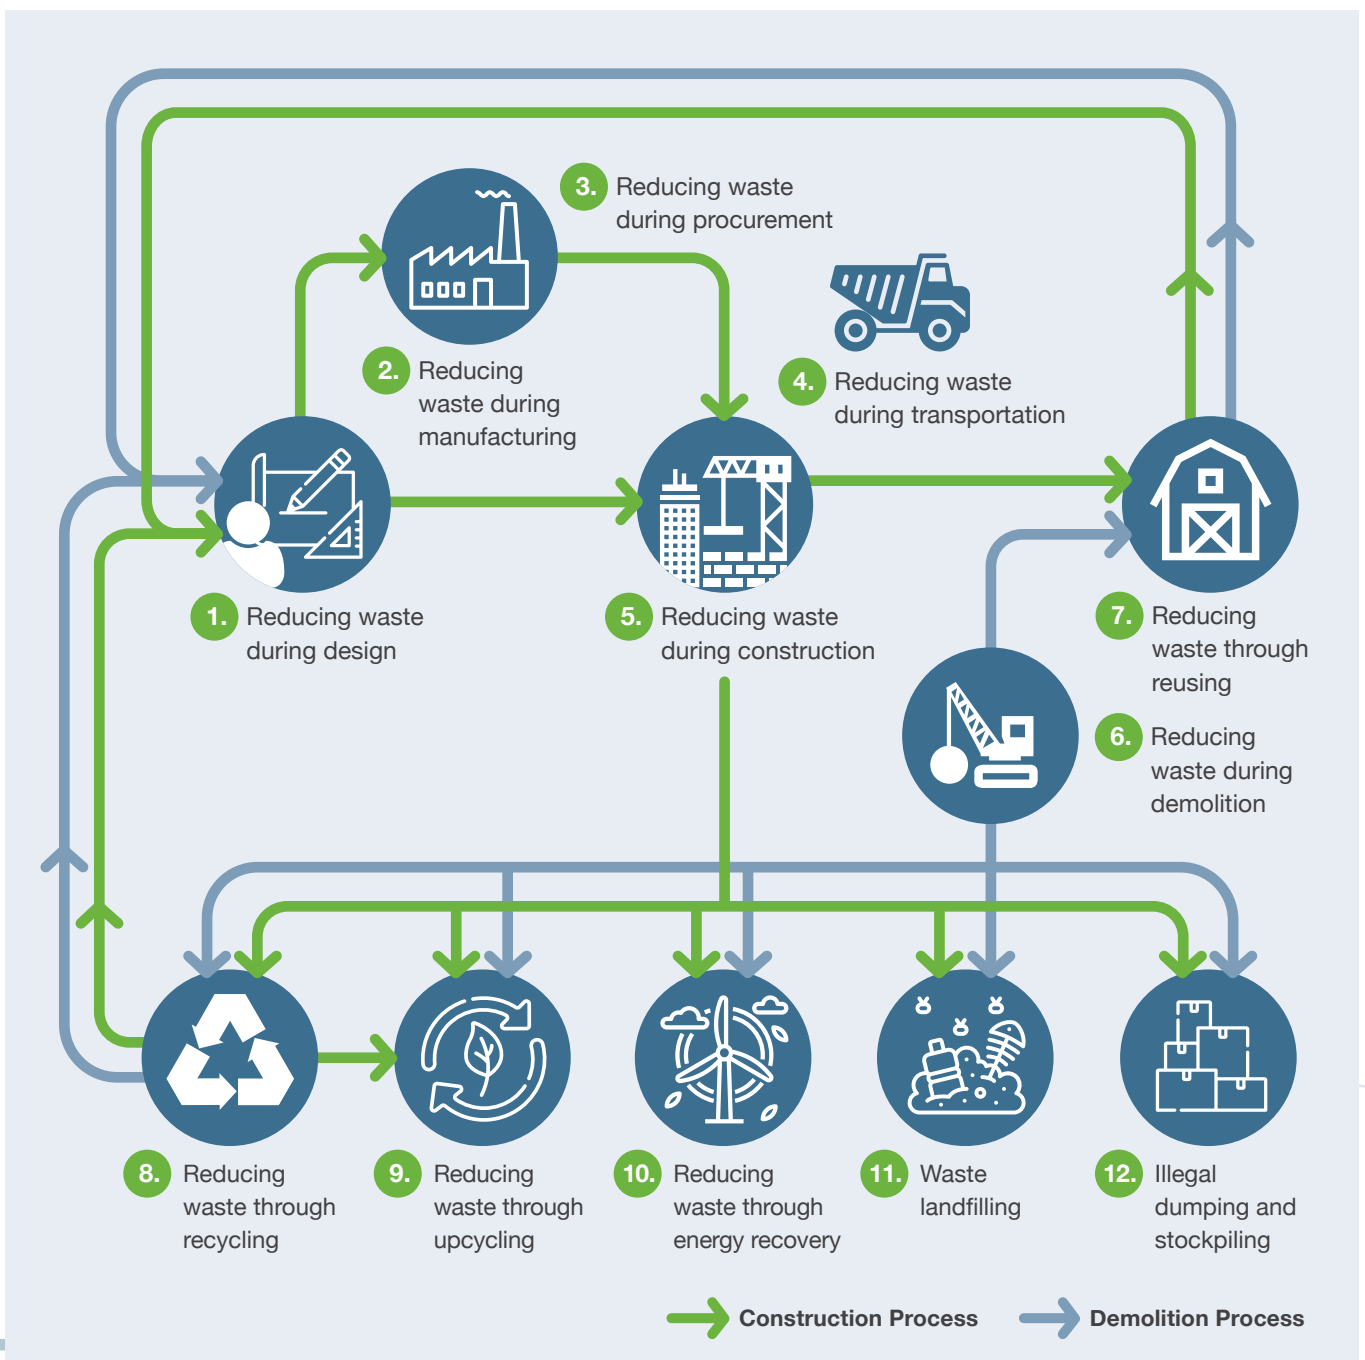 3. Reducing waste
during procurement
2. Reducing
waste during
manufacturing
4. Reducing waste
during transportation
1. Reducing waste
during design
5. Reducing waste
during construction
7. Reducing
waste through
reusing
6. Reducing
waste during
demolition
8. Reducing
waste through
recycling
9. Reducing
waste through
upcycling
10. Reducing
waste through
energy recovery
11. Waste
landfilling
12. Illegal
dumping and
stockpiling
Construction Process
Demolition Process